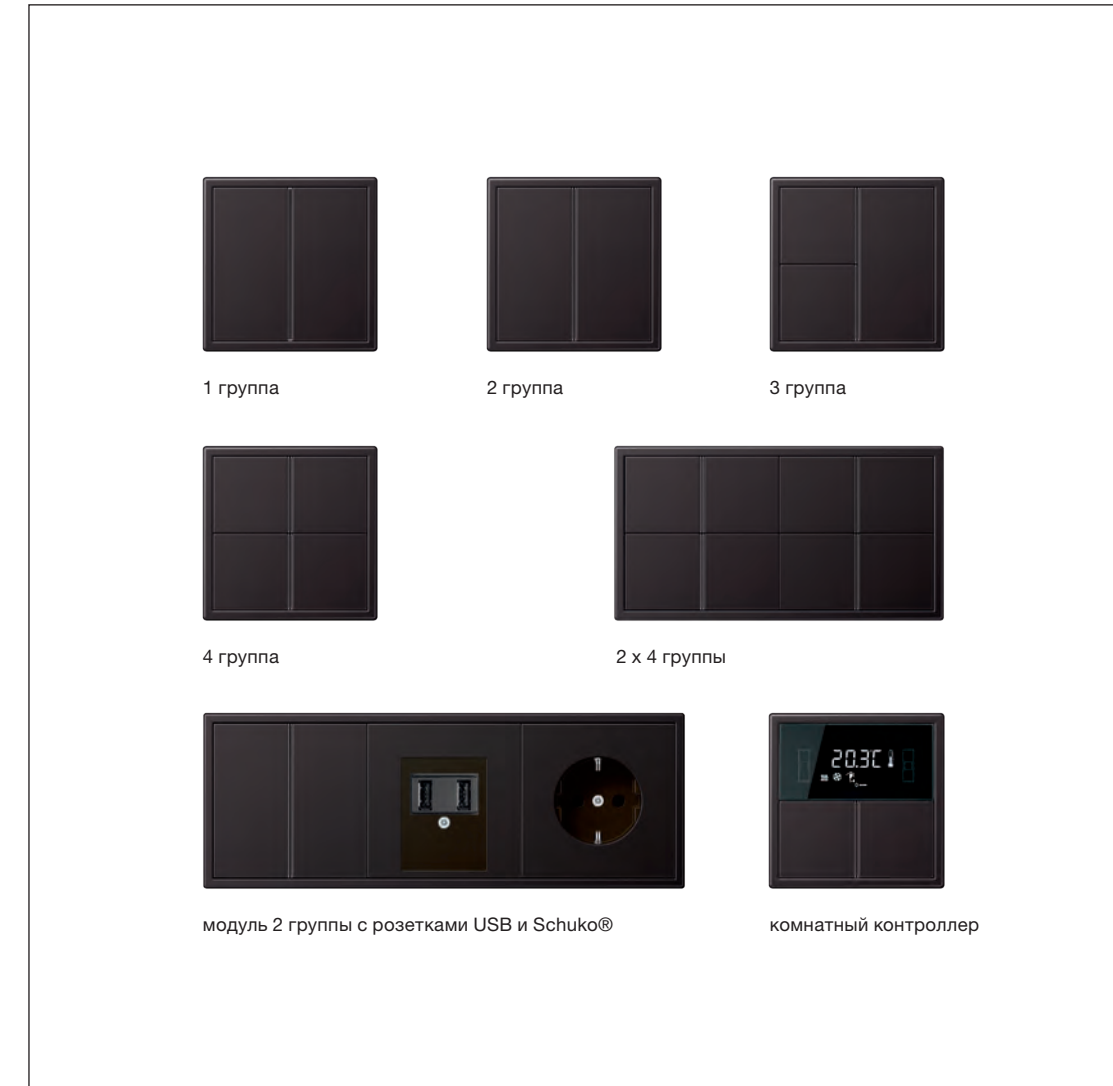 1 группа
2 группа
3 группа
4 группа
2 x 4 группы
20.3C
модуль 2 группы с розетками USB и Schuko®
комнатный контроллер